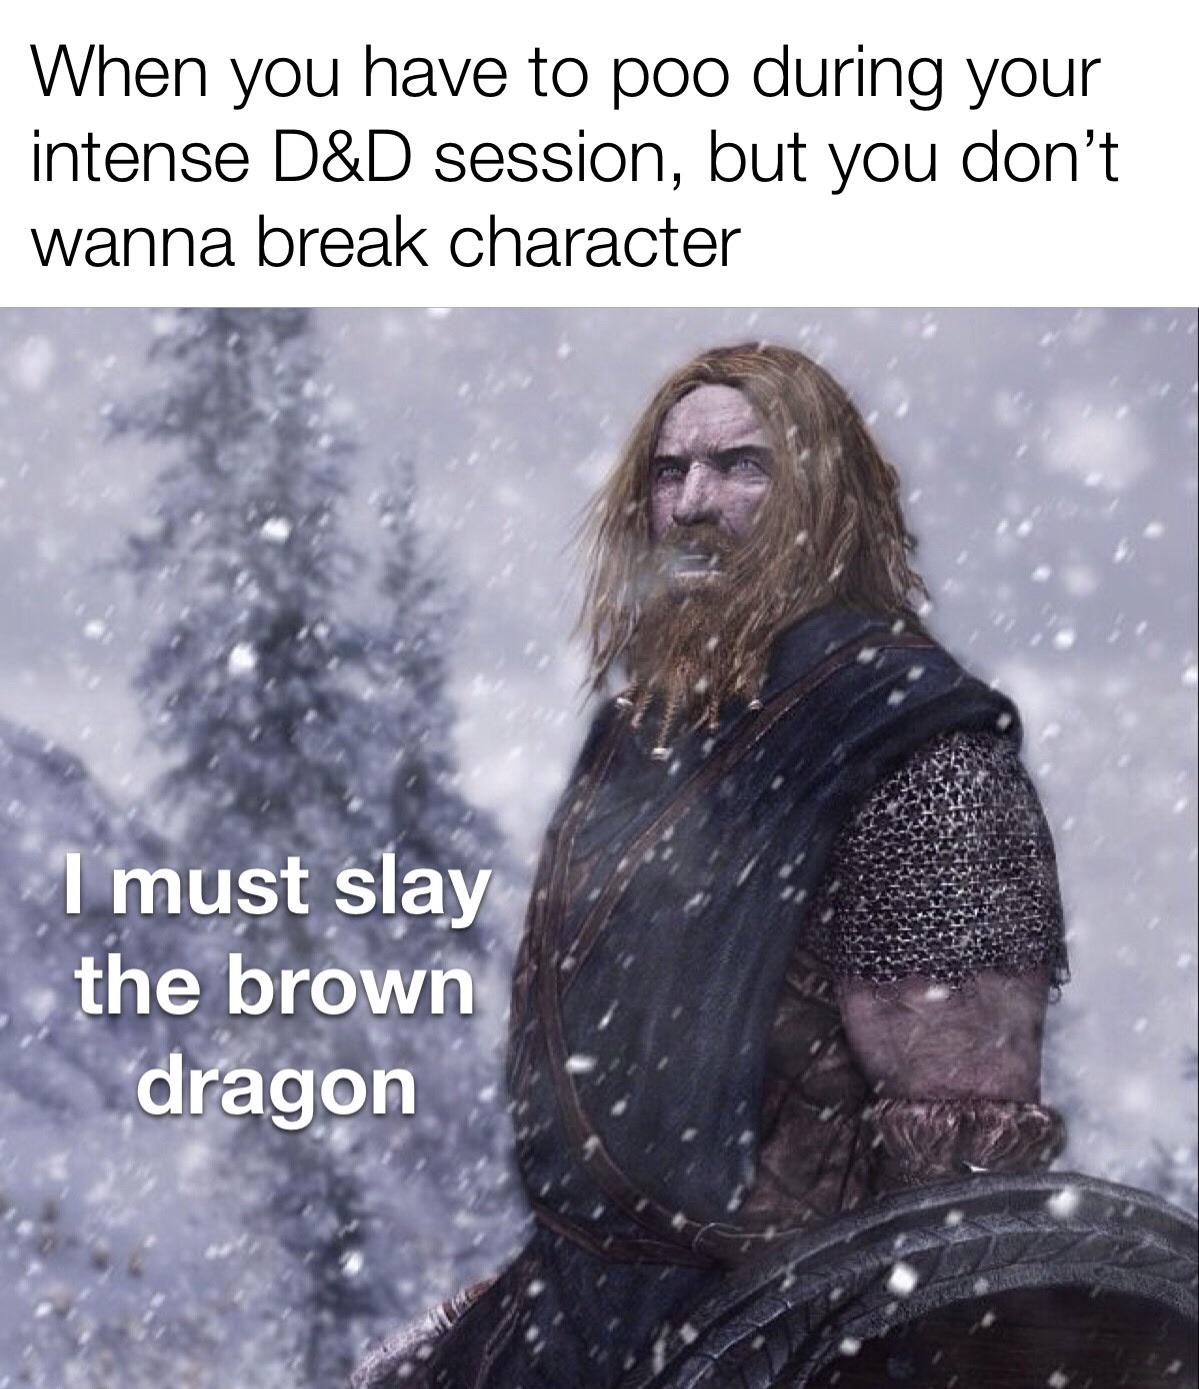 When you have to poo during your
intense D&D session, but you don’t
wanna break character
I must slay
the brown
dragon